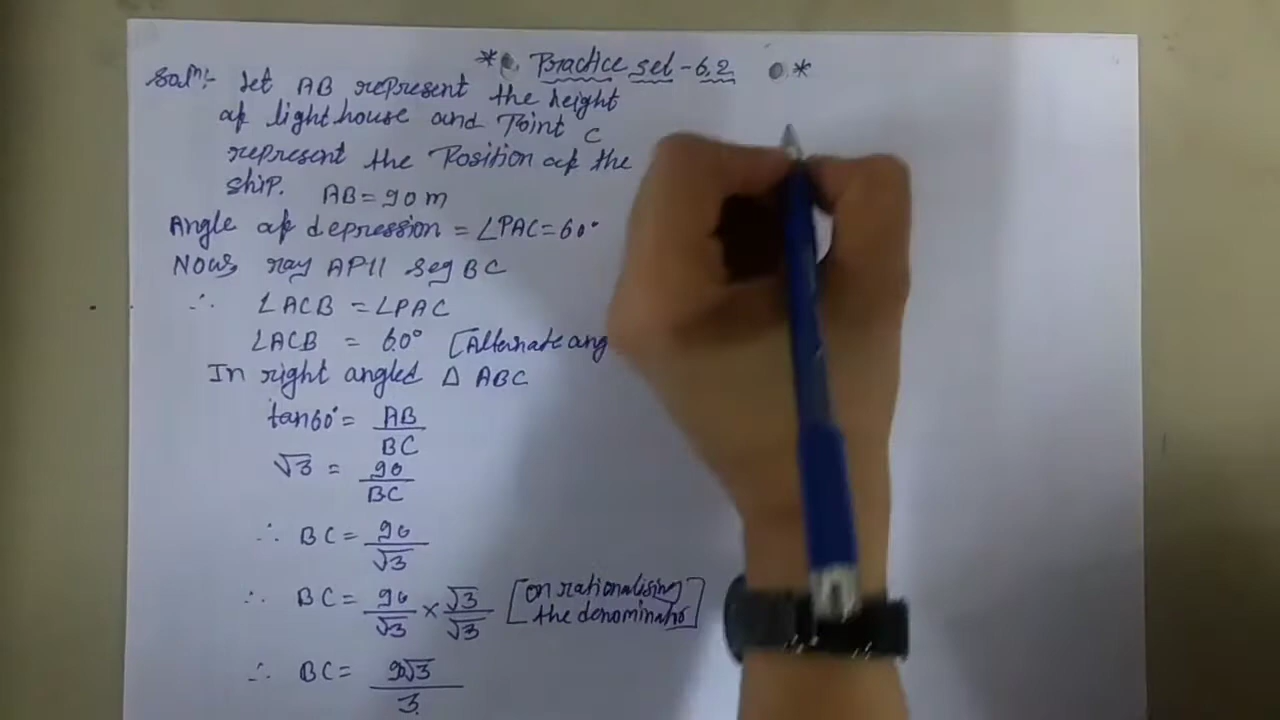 * Practice set - 6.2 *
Solⁿ:- Let AB represent the height
of light house and Point C
represent the Position of the
ship. AB = 90 m
Angle of depression = ∠PAC = 60°
Now, ray AP || seg BC
∴ ∠ACB = ∠PAC
∠ACB = 60° [Alternate ang
In right angled Δ ABC
tan60° = AB/BC
√3 = 90/BC
∴ BC = 90/√3
∴ BC = 90/√3 × √3/√3 [on rationalising
the denominator]
∴ BC = 90√3/3